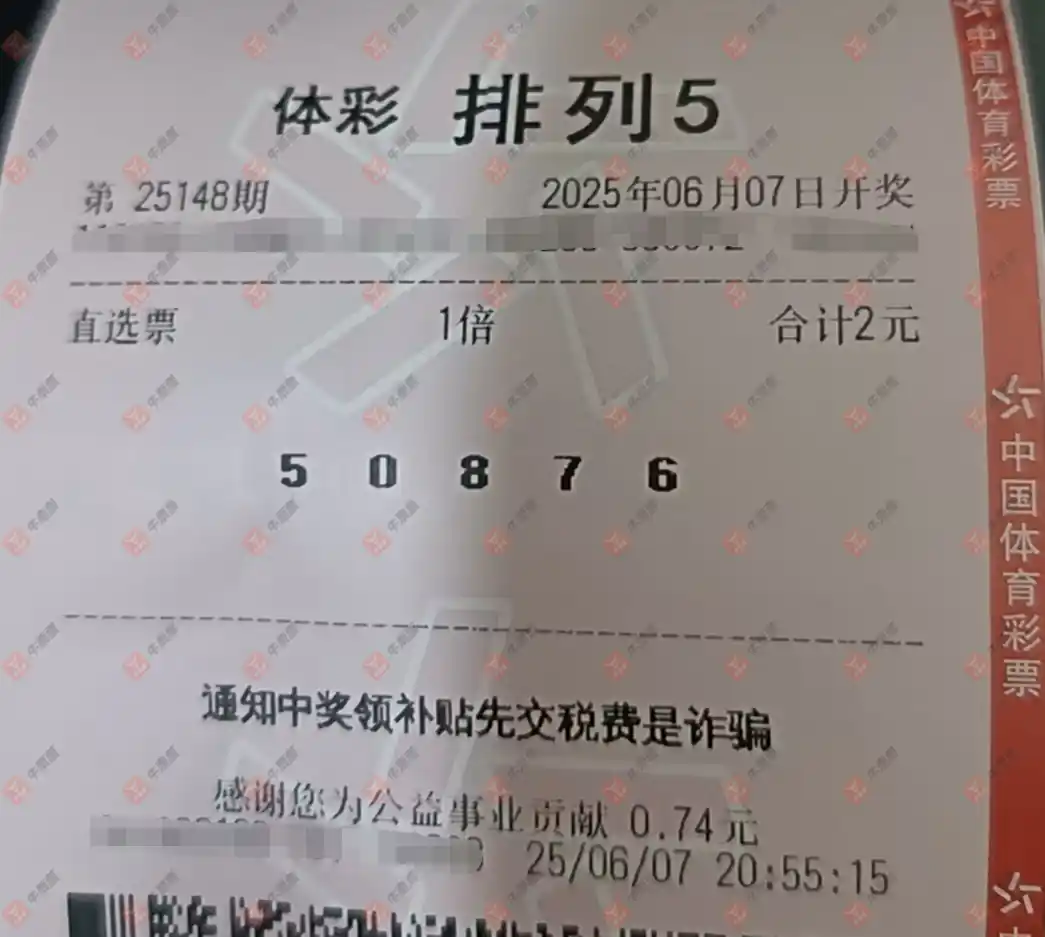 体彩 排列5
第 25148期 2025年06月07日开奖
直选票 1倍 合计2元
5 0 8 7 6
通知中奖领补贴先交税费是诈骗
感谢您为公益事业贡献 0.74元
25/06/07 20:55:15
中国体育彩票
中国体育彩票
中